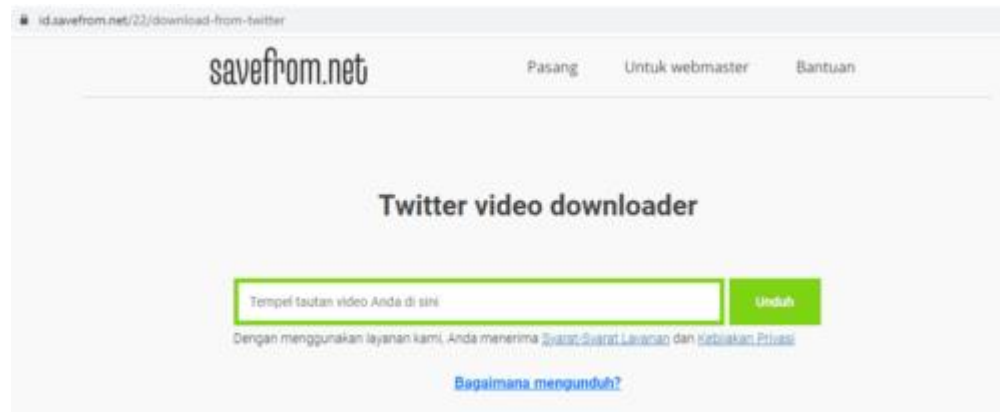 id.savefrom.net/22/download-from-twitter
savefrom.net Pasang Untuk webmaster Bantuan
Twitter video downloader
Tempel tautan video Anda di sini Unduh
Dengan menggunakan layanan kami, Anda menerima Syarat-Syarat Layanan dan Kebijakan Privasi
Bagaimana mengunduh?